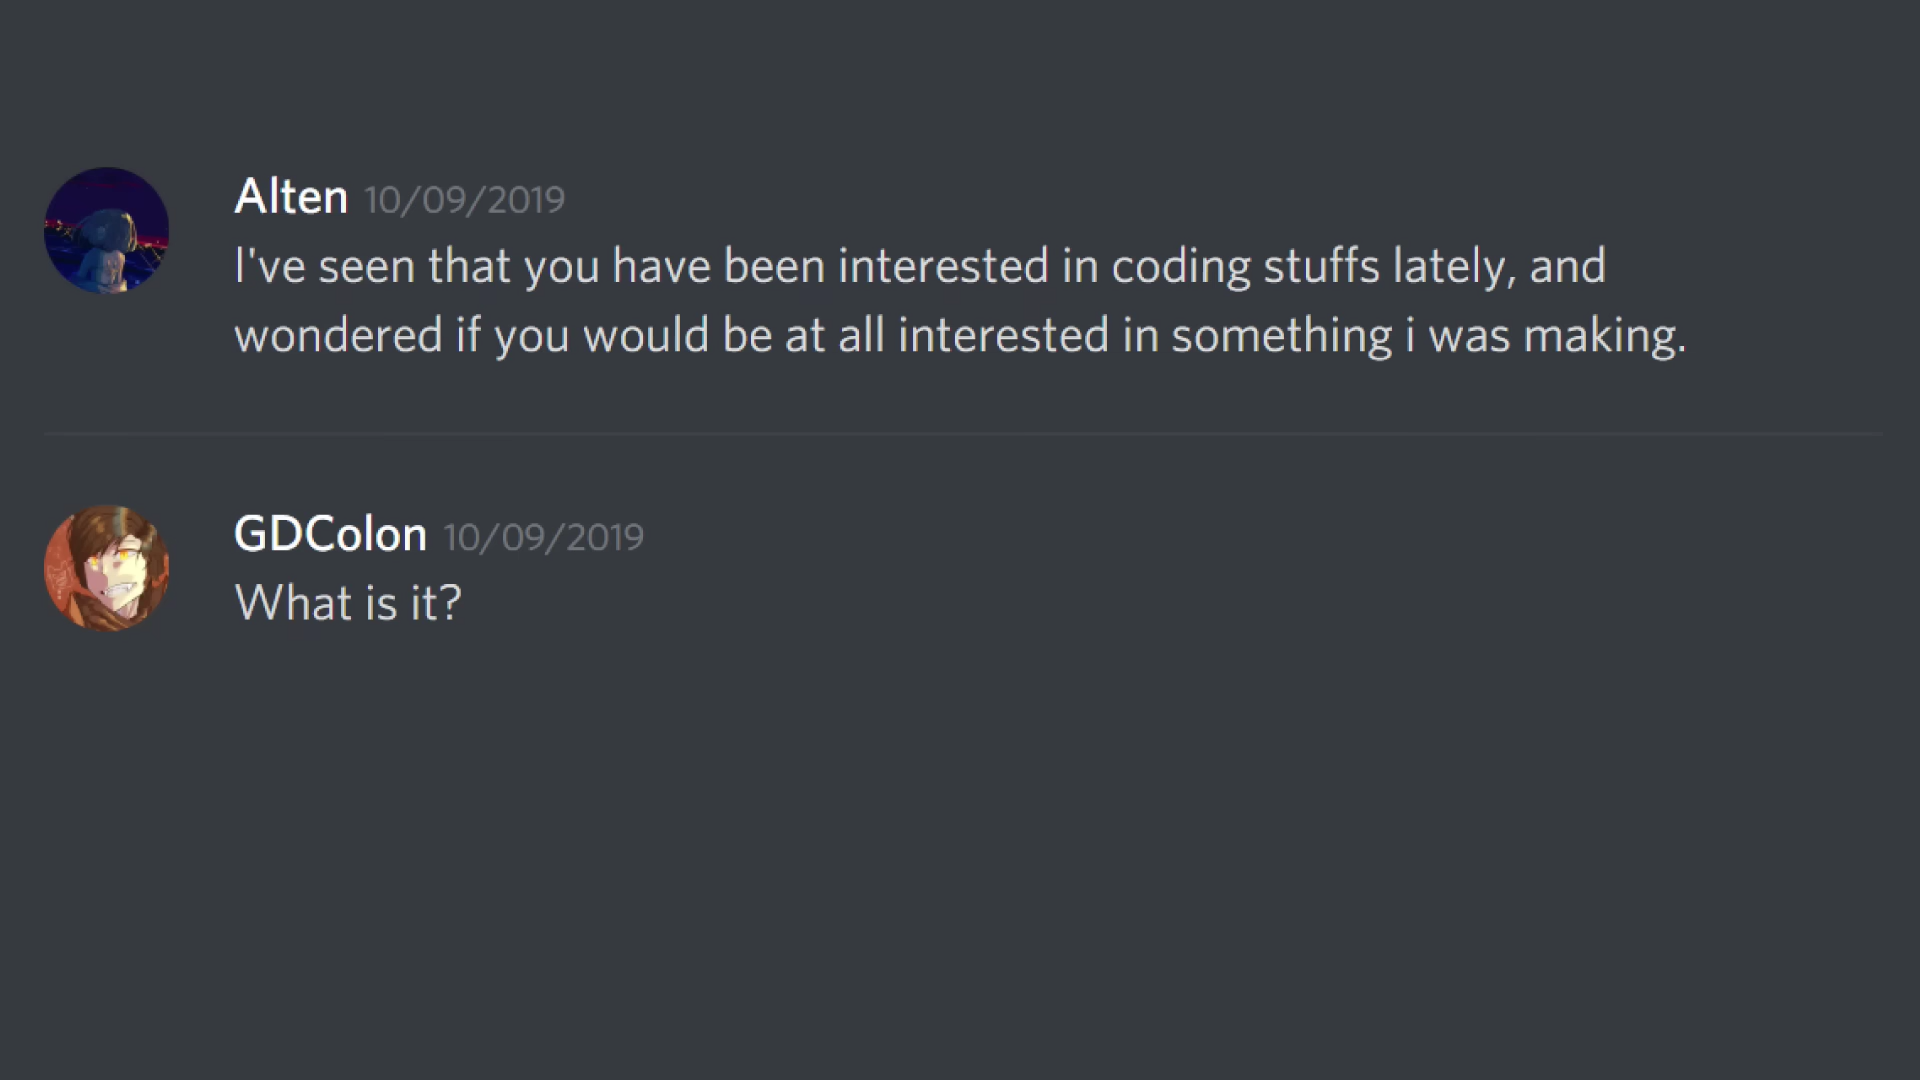 Alten 10/09/2019
I've seen that you have been interested in coding stuffs lately, and
wondered if you would be at all interested in something i was making.
GDColon 10/09/2019
What is it?